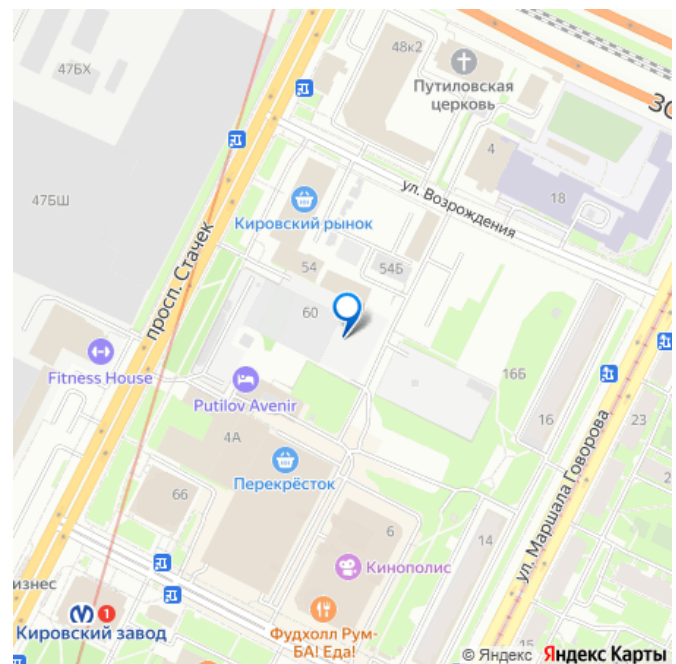 47БХ
48к2
Путиловская
церковь
4
18
47БШ
ул. Возрождения
Кировский рынок
просп. Стачек
54
54Б
60
Fitness House
Putilov Avenir
16Б
16
23
4А
Перекрёсток
66
6
ул. Маршала Говорова
14
Кинополис
изнес
1
Кировский завод
Фудхолл Рум-
БА! Еда!
15
© Яндекс Яндекс Карты